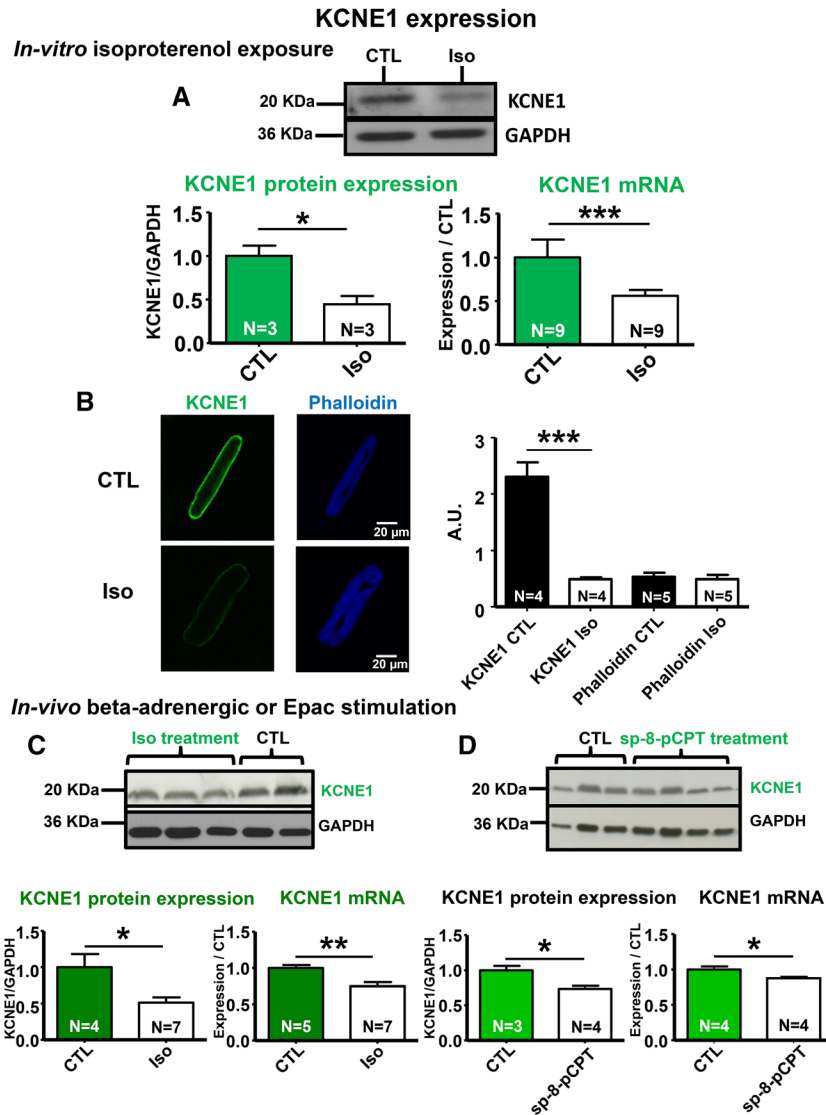 KCNE1 expression
In-vitro isoproterenol exposure
CTL Iso
A
20 KDa KCNE1
36 KDa GAPDH
KCNE1 protein expression KCNE1 mRNA
KCNE1/GAPDH
1.5
1.0
0.5
0.0
*
N=3 N=3
CTL Iso
Expression / CTL
1.5
1.0
0.5
0.0
***
N=9 N=9
CTL Iso
B
KCNE1 Phalloidin
CTL
20 µm
Iso
20 µm
A.U.
3
2
1
0
***
N=4 N=4 N=5 N=5
KCNE1 CTL KCNE1 Iso Phalloidin CTL Phalloidin Iso
In-vivo beta-adrenergic or Epac stimulation
C
Iso treatment CTL
20 KDa KCNE1
36 KDa GAPDH
D
CTL sp-8-pCPT treatment
20 KDa KCNE1
36 KDa GAPDH
KCNE1 protein expression KCNE1 mRNA
KCNE1/GAPDH
1.5
1.0
0.5
0.0
*
N=4 N=7
CTL Iso
Expression / CTL
1.5
1.0
0.5
0.0
**
N=5 N=7
CTL Iso
KCNE1 protein expression KCNE1 mRNA
KCNE1/GAPDH
1.5
1.0
0.5
0.0
*
N=3 N=4
CTL sp-8-pCPT
Expression / CTL
1.5
1.0
0.5
0.0
*
N=4 N=4
CTL sp-8-pCPT